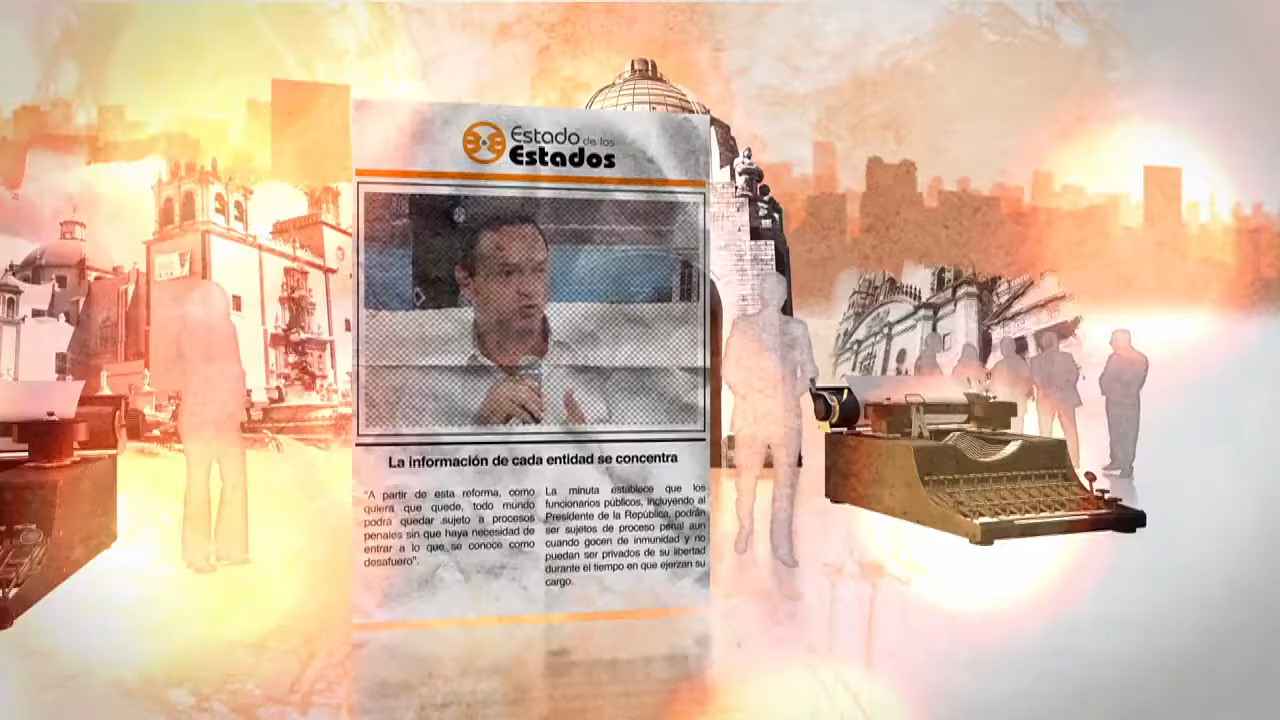 Estado de los
Estados
La información de cada entidad se concentra
"A partir de esta reforma, como
quiera que quede, todo mundo
podrá quedar sujeto a procesos
penales sin que haya necesidad de
entrar a lo que se conoce como
desafuero".
La minuta establece que los
funcionarios públicos, incluyendo al
Presidente de la República, podrán
ser sujetos de proceso penal aun
cuando gocen de inmunidad y no
puedan ser privados de su libertad
durante el tiempo en que ejerzan su
cargo.